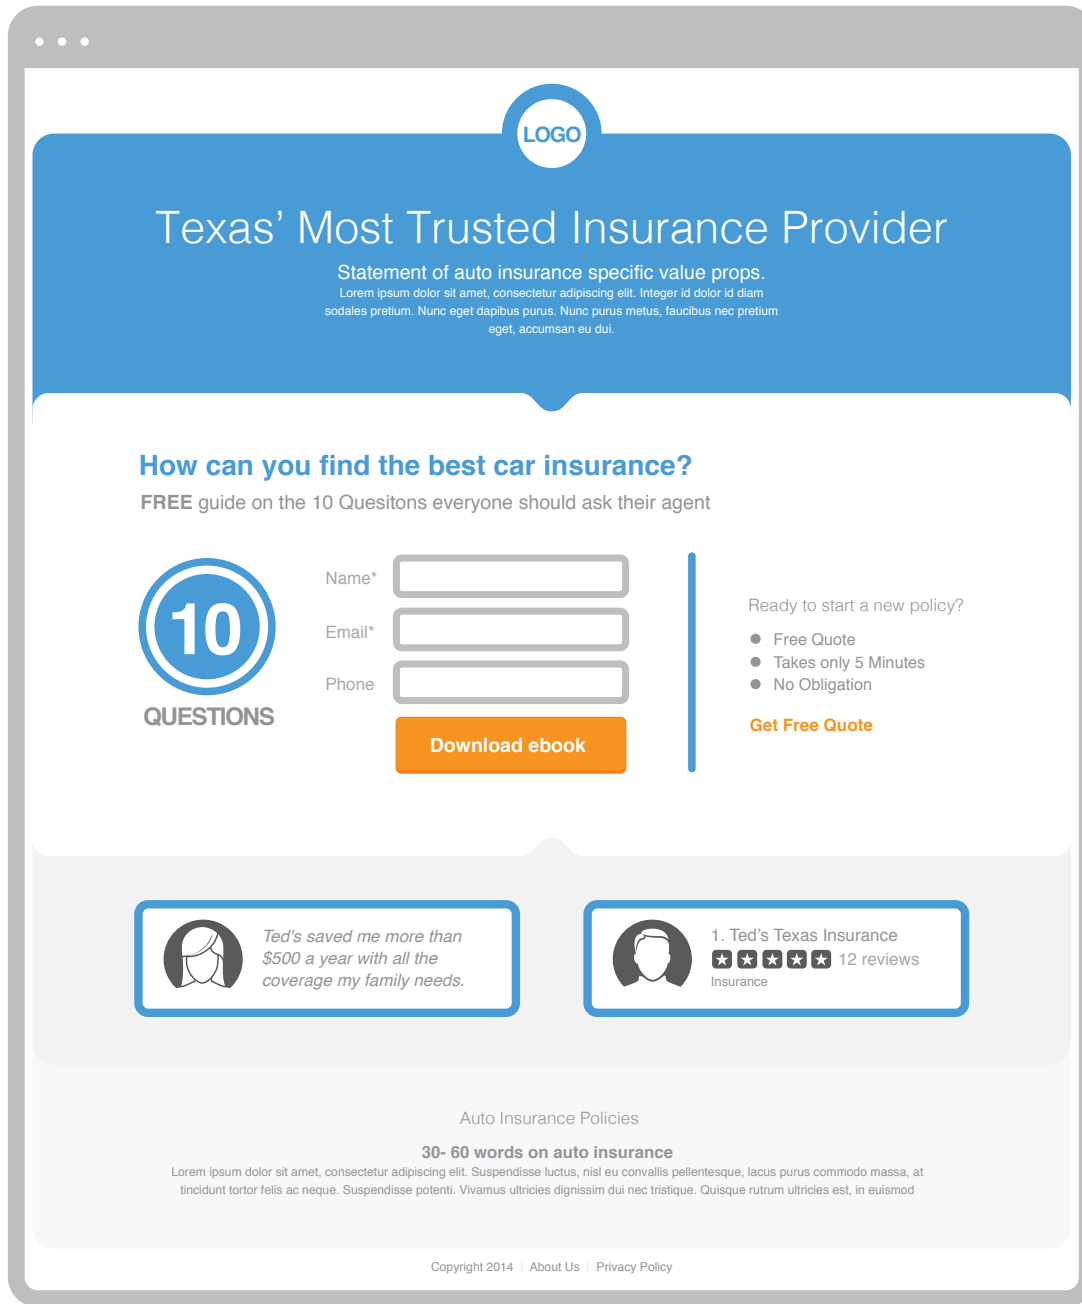 LOGO
Texas’ Most Trusted Insurance Provider
Statement of auto insurance specific value props.
Lorem ipsum dolor sit amet, consectetur adipiscing elit. Integer id dolor id diam
sodales pretium. Nunc eget dapibus purus. Nunc purus metus, faucibus nec pretium
eget, accumsan eu dui.
How can you find the best car insurance?
FREE guide on the 10 Quesitons everyone should ask their agent
10
QUESTIONS
Name*
Email*
Phone
Download ebook
Ready to start a new policy?
Free Quote
Takes only 5 Minutes
No Obligation
Get Free Quote
Ted's saved me more than
$500 a year with all the
coverage my family needs.
1. Ted’s Texas Insurance
12 reviews
Insurance
Auto Insurance Policies
30- 60 words on auto insurance
Lorem ipsum dolor sit amet, consectetur adipiscing elit. Suspendisse luctus, nisl eu convallis pellentesque, lacus purus commodo massa, at
tincidunt tortor felis ac neque. Suspendisse potenti. Vivamus ultricies dignissim dui nec tristique. Quisque rutrum ultricies est, in euismod
Copyright 2014 | About Us | Privacy Policy